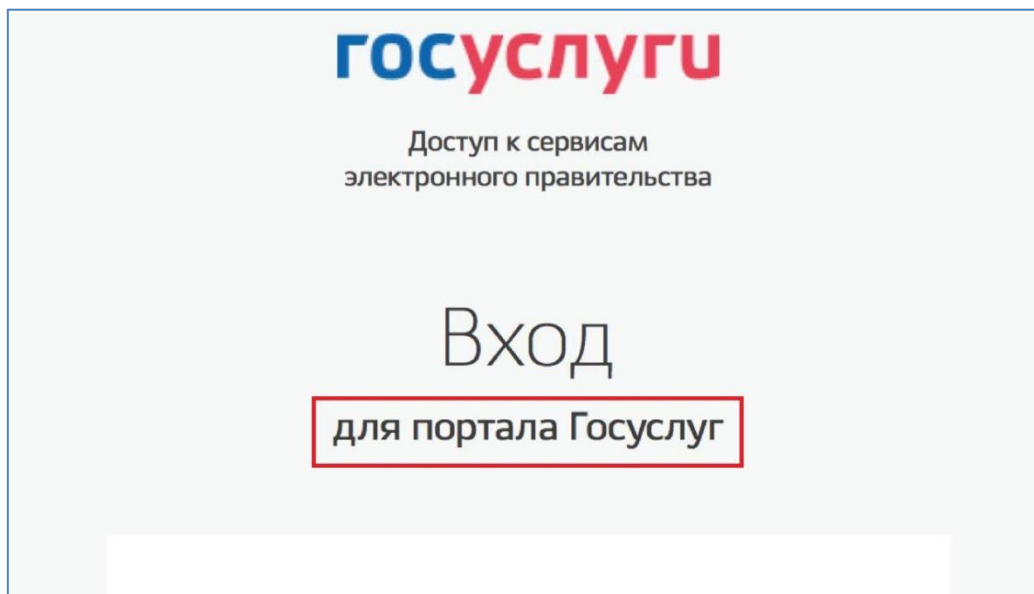 госуслуги
Доступ к сервисам
электронного правительства
Вход
для портала Госуслуг